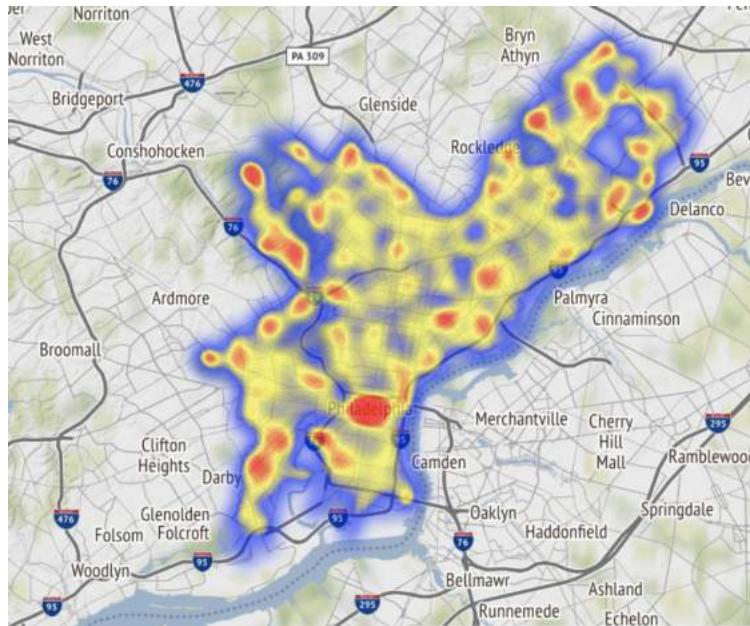 Norriton
West
Norriton
Bryn
Athyn
PA 309
476
Bridgeport
Glenside
Conshohocken
Rockledge
95
76
Delanco
76
95
Ardmore
Palmyra
Cinnaminson
Broomall
Philadelphia
Merchantville
Cherry
Hill
Mall
295
Clifton
Heights
Darby
Camden
Ramblewood
476
Glenolden
Folcroft
Folsom
95
Oaklyn
Springdale
Haddonfield
95
76
Woodlyn
Bellmawr
Ashland
95
295
Runnemede
Echelon